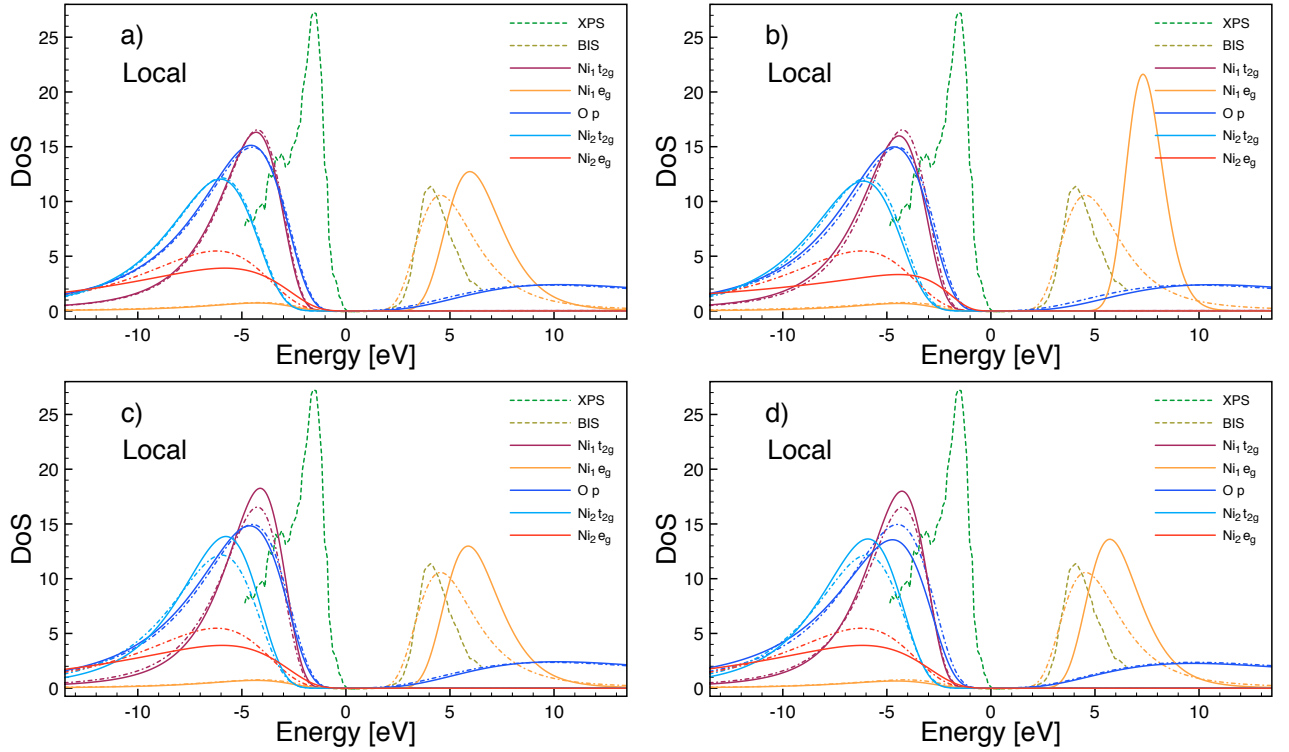 a)
Local
XPS
BIS
Ni₁ t₂g
Ni₁ eg
O p
Ni₂ t₂g
Ni₂ eg
DoS
0
5
10
15
20
25
-10 -5 0 5 10
Energy [eV]
b)
Local
XPS
BIS
Ni₁ t₂g
Ni₁ eg
O p
Ni₂ t₂g
Ni₂ eg
DoS
0
5
10
15
20
25
-10 -5 0 5 10
Energy [eV]
c)
Local
XPS
BIS
Ni₁ t₂g
Ni₁ eg
O p
Ni₂ t₂g
Ni₂ eg
DoS
0
5
10
15
20
25
-10 -5 0 5 10
Energy [eV]
d)
Local
XPS
BIS
Ni₁ t₂g
Ni₁ eg
O p
Ni₂ t₂g
Ni₂ eg
DoS
0
5
10
15
20
25
-10 -5 0 5 10
Energy [eV]